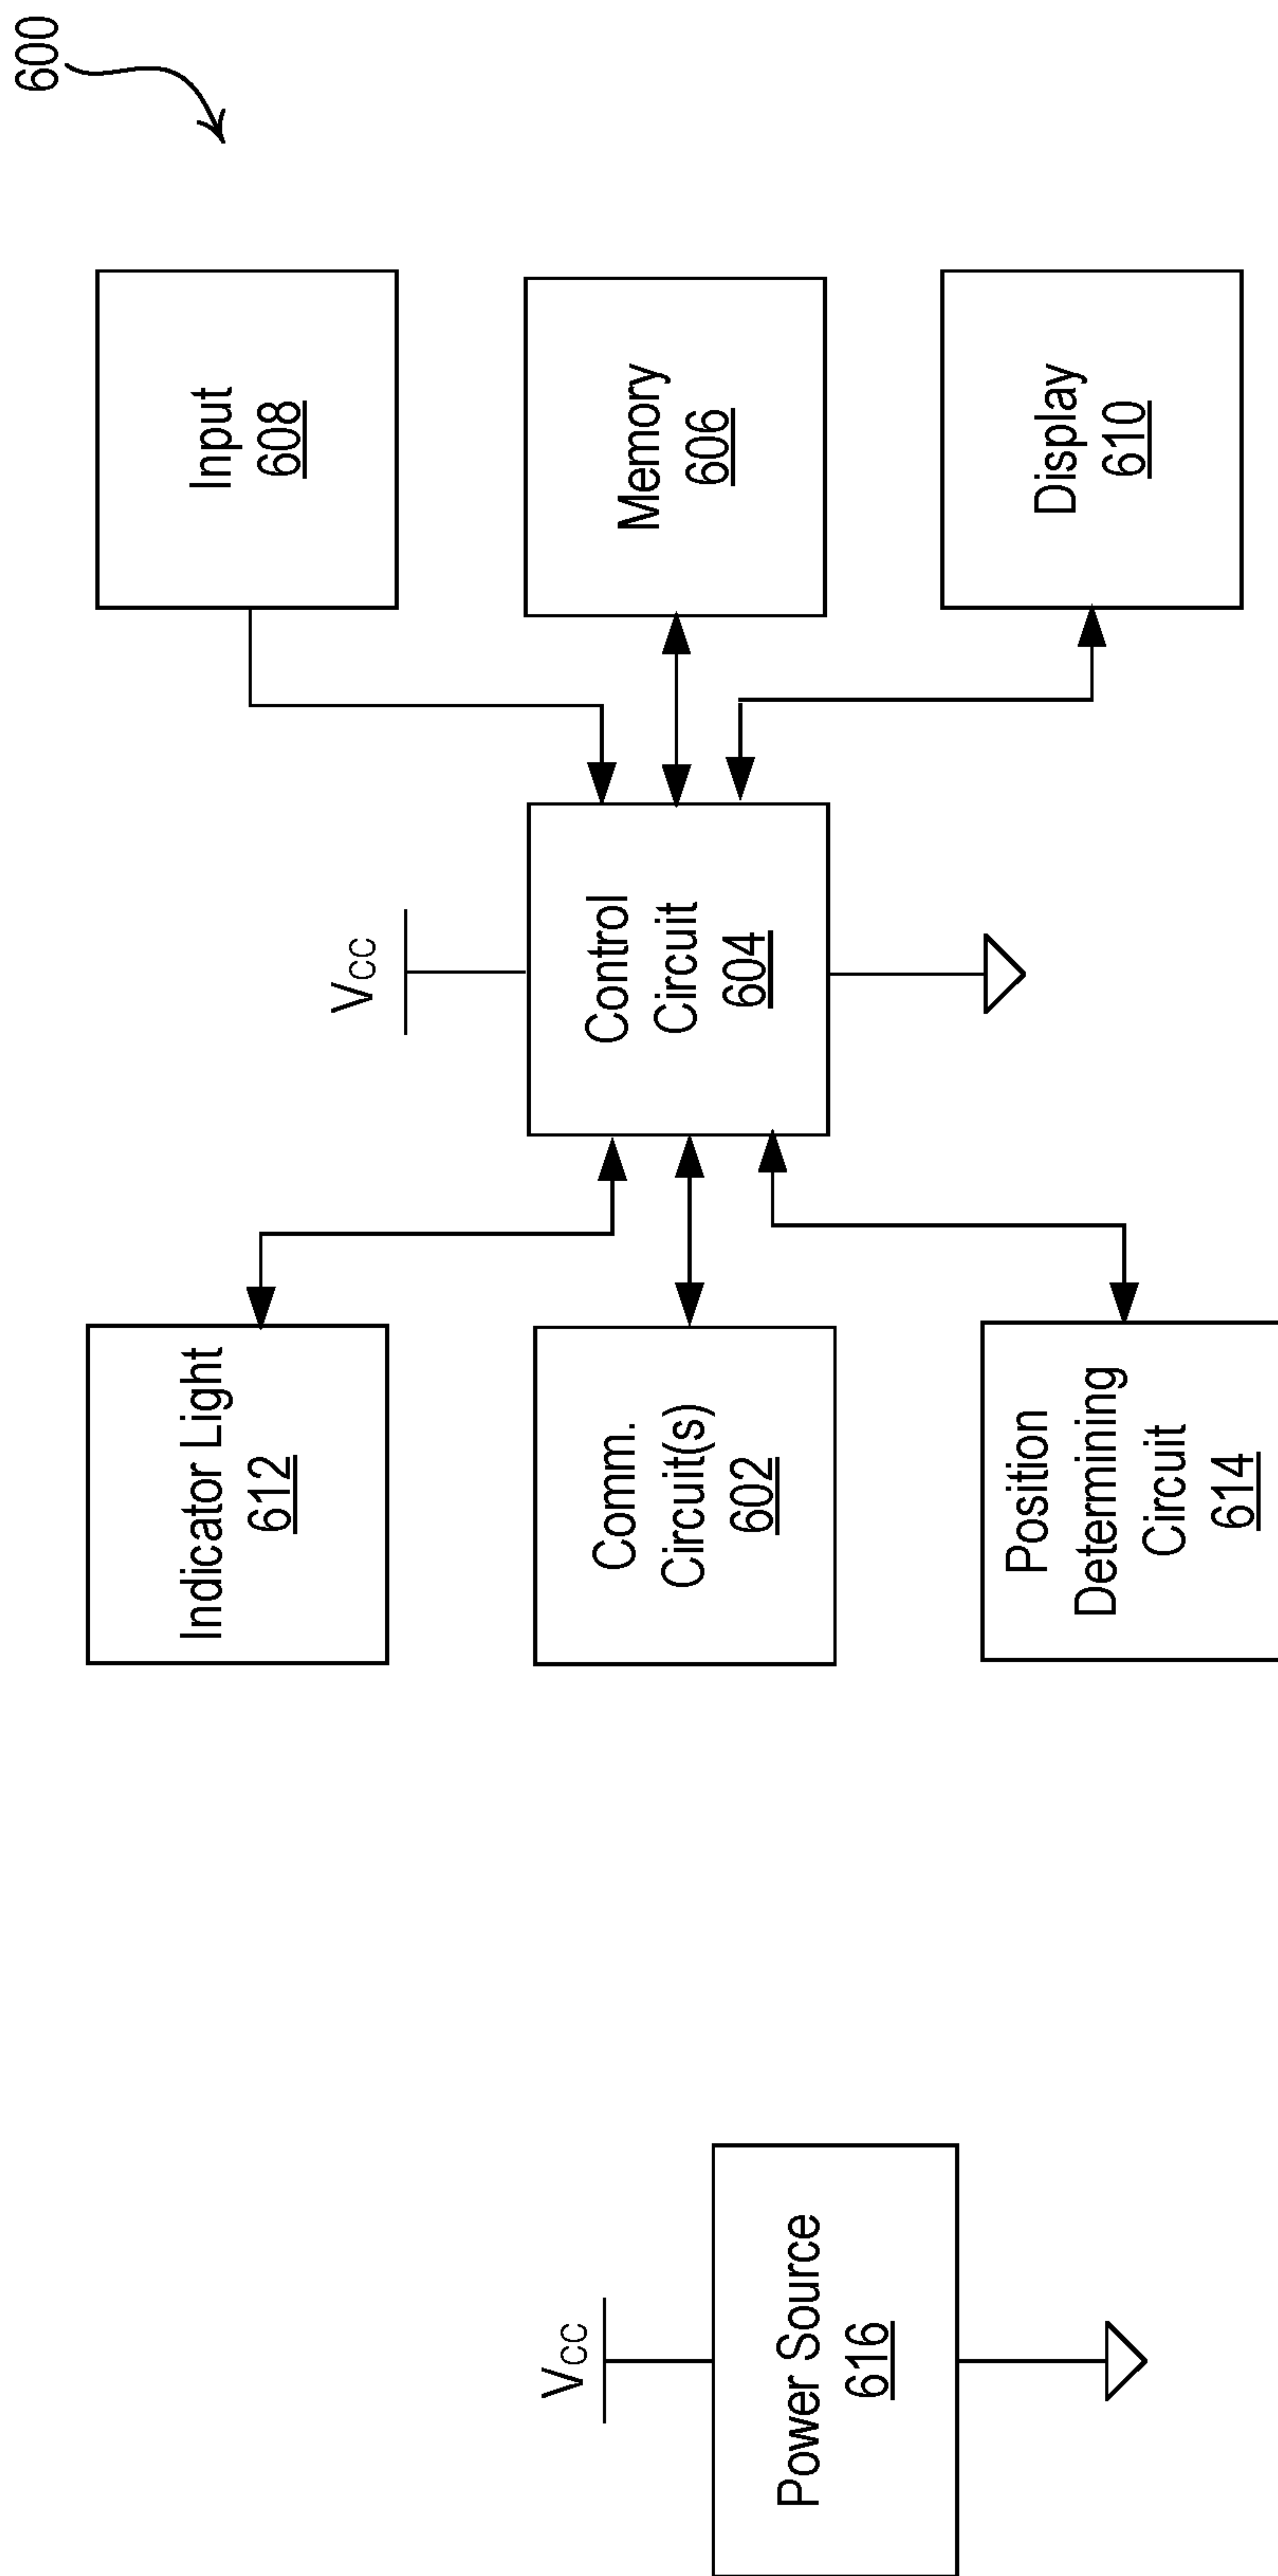 600
Indicator Light
612
Input
608
VCC
Comm.
Circuit(s)
602
Control
Circuit
604
Memory
606
VCC
Power Source
616
Position
Determining
Circuit
614
Display
610